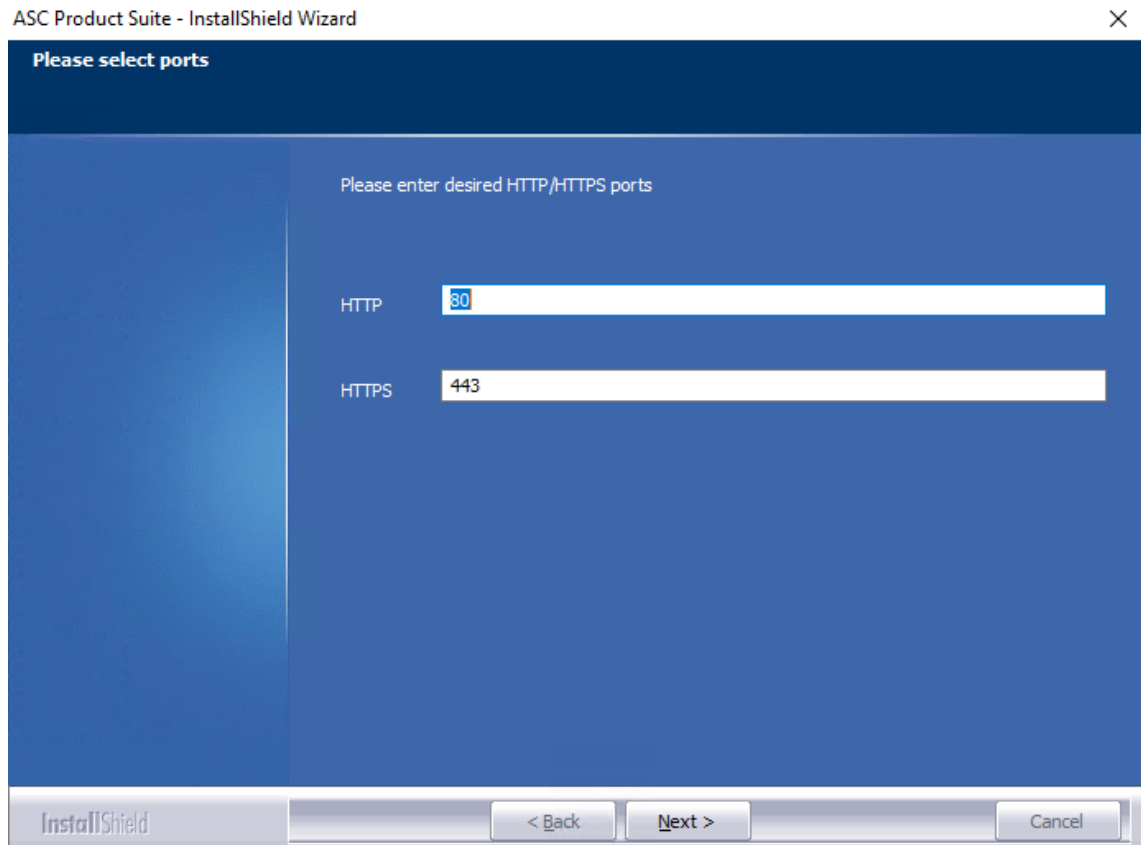 ASC Product Suite - InstallShield Wizard
Please select ports
Please enter desired HTTP/HTTPS ports
HTTP 80
HTTPS 443
InstallShield < Back Next > Cancel